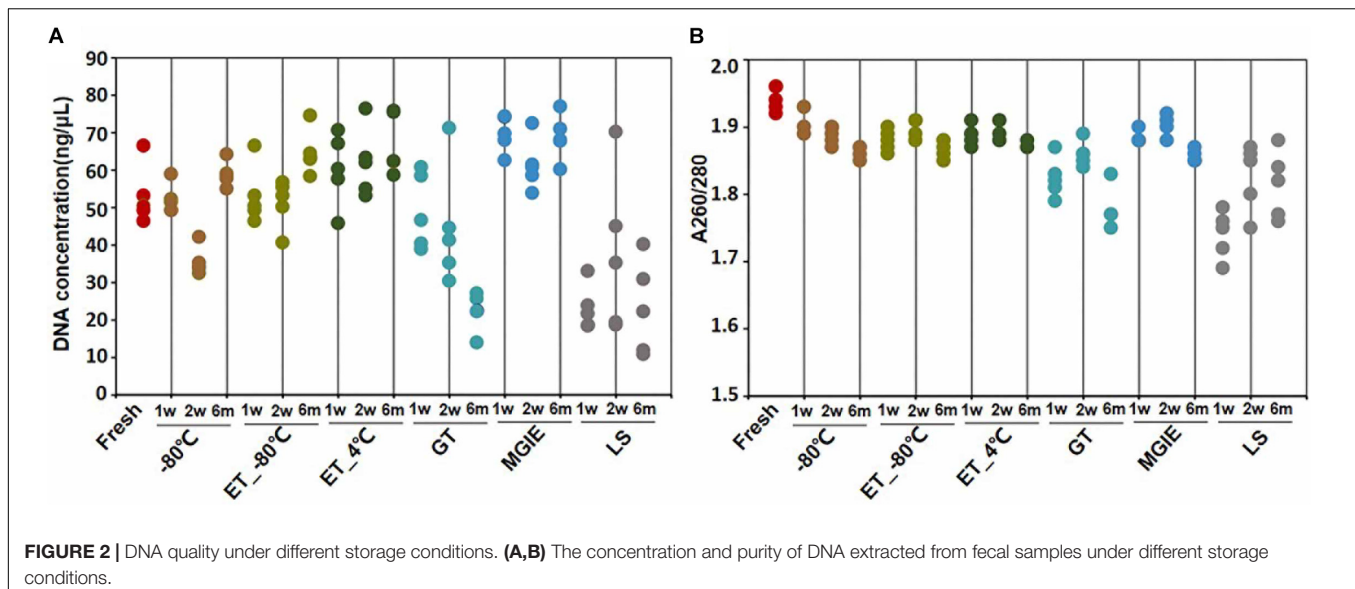 A
B
DNA concentration(ng/μL)
90
80
70
60
50
40
30
20
10
0
Fresh
1w 2w 6m 1w 2w 6m 1w 2w 6m 1w 2w 6m 1w 2w 6m 1w 2w 6m
-80℃
ET_-80℃
ET_4℃
GT
MGIE
LS
A260/280
2.0
1.9
1.8
1.7
1.6
1.5
Fresh
1w 2w 6m 1w 2w 6m 1w 2w 6m 1w 2w 6m 1w 2w 6m 1w 2w 6m
-80℃
ET_-80℃
ET_4℃
GT
MGIE
LS
FIGURE 2 | DNA quality under different storage conditions. (A,B) The concentration and purity of DNA extracted from fecal samples under different storage
conditions.